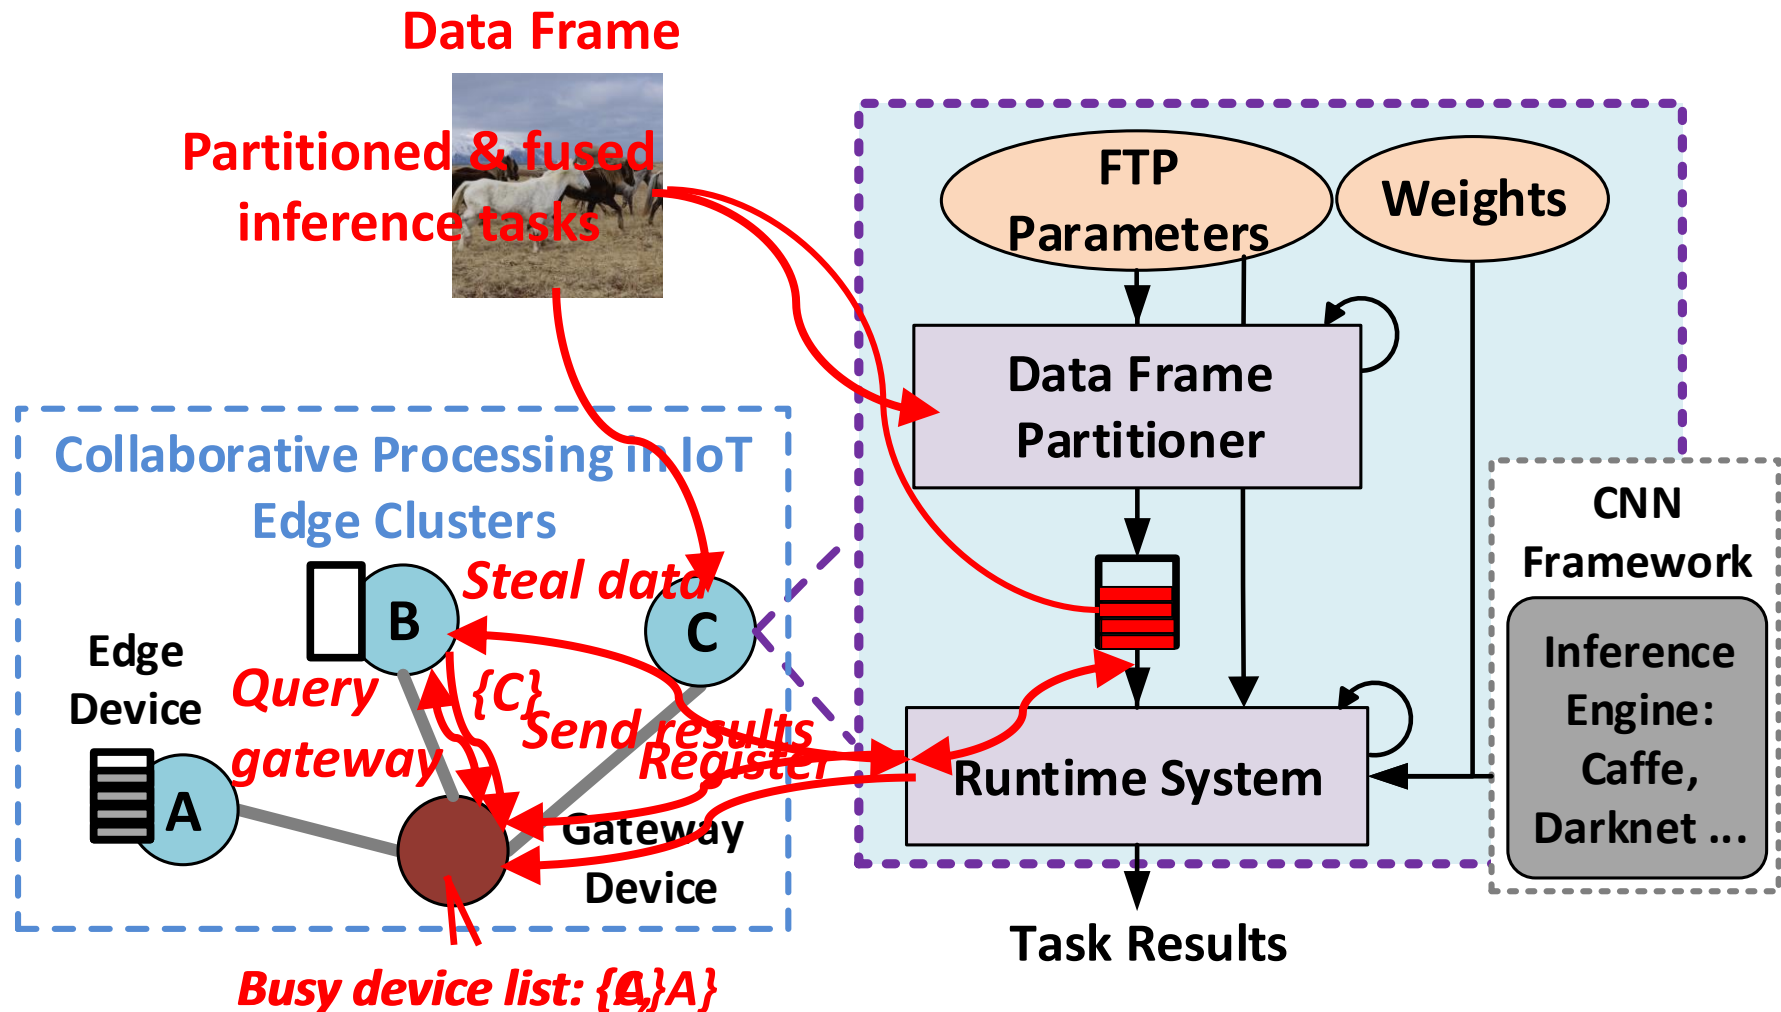 Data Frame
Partitioned & fused
inference tasks
FTP
Parameters
Weights
Data Frame
Partitioner
Collaborative Processing in IoT
Edge Clusters
CNN
Framework
Inference
Engine:
Caffe,
Darknet ...
Steal data
B
C
Edge
Device
Query
gateway
{C}
Send results
Register
Runtime System
A
Gateway
Device
Task Results
Busy device list: